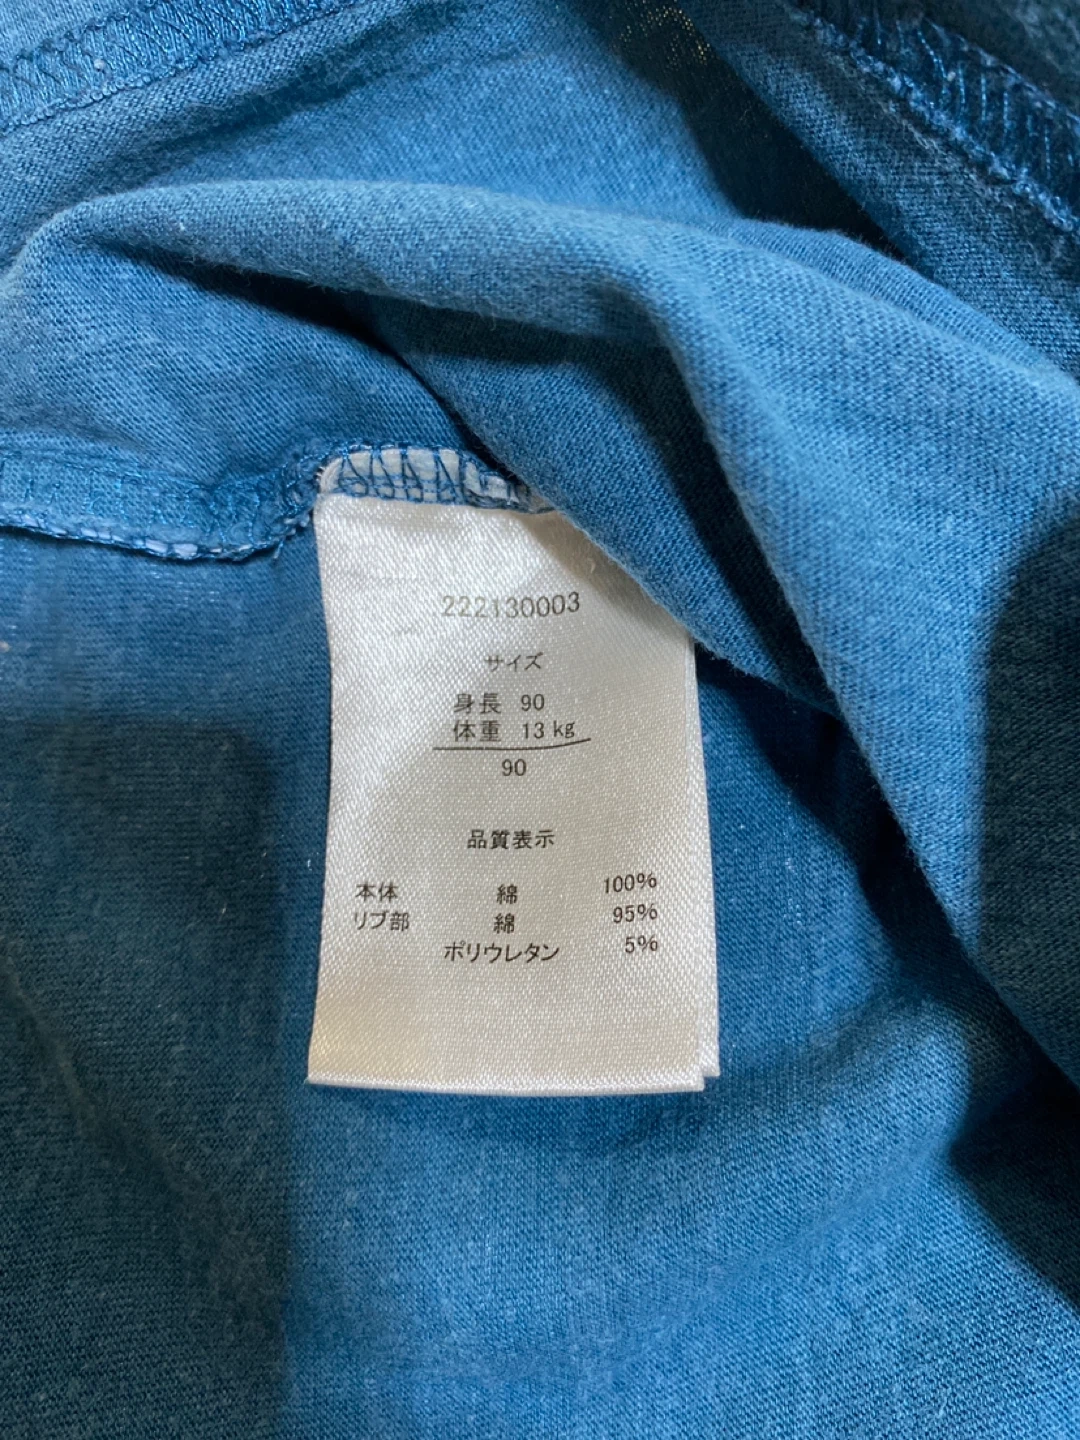 222130003
サイズ
身長 90
体重 13 kg
90
品質表示
本体 綿 100%
リブ部 綿 95%
ポリウレタン 5%